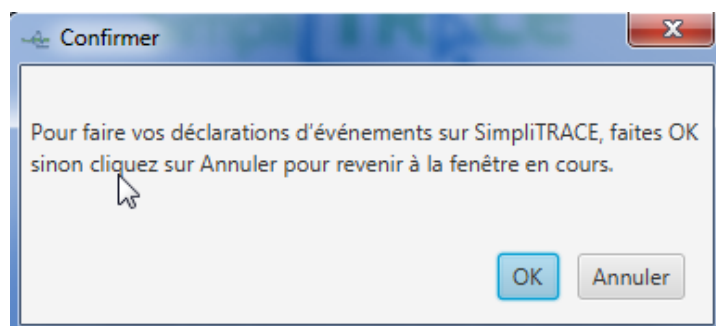 Confirmer
Pour faire vos déclarations d'événements sur SimpliTRACE, faites OK
sinon cliquez sur Annuler pour revenir à la fenêtre en cours.
OK
Annuler